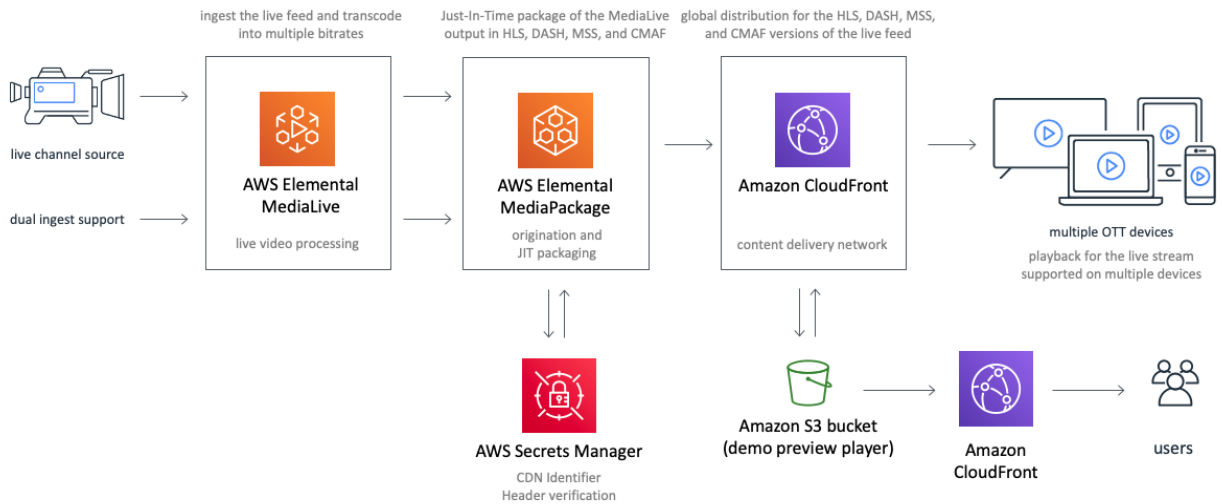 ingest the live feed and transcode
into multiple bitrates
Just-In-Time package of the MediaLive
output in HLS, DASH, MSS, and CMAF
global distribution for the HLS, DASH, MSS,
and CMAF versions of the live feed
live channel source
dual ingest support
AWS Elemental
MediaLive
live video processing
AWS Elemental
MediaPackage
origination and
JIT packaging
Amazon CloudFront
content delivery network
multiple OTT devices
playback for the live stream
supported on multiple devices
AWS Secrets Manager
CDN Identifier
Header verification
Amazon S3 bucket
(demo preview player)
Amazon
CloudFront
users